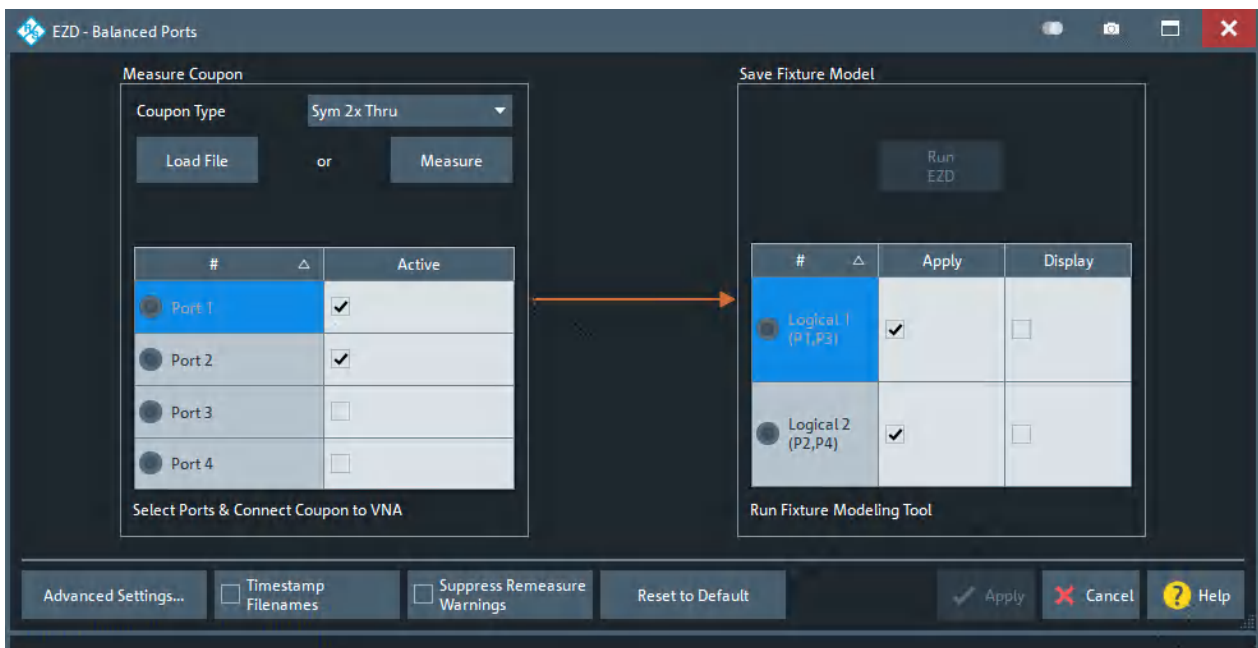 EZD - Balanced Ports
Measure Coupon
Coupon Type
Sym 2x Thru
Load File
or
Measure
# Active
Port 1
Port 2
Port 3
Port 4
Select Ports & Connect Coupon to VNA
Save Fixture Model
Run
EZD
# Apply Display
Logical 1
(P1,P3)
Logical 2
(P2,P4)
Run Fixture Modeling Tool
Advanced Settings...
Timestamp
Filenames
Suppress Remeasure
Warnings
Reset to Default
Apply
Cancel
? Help